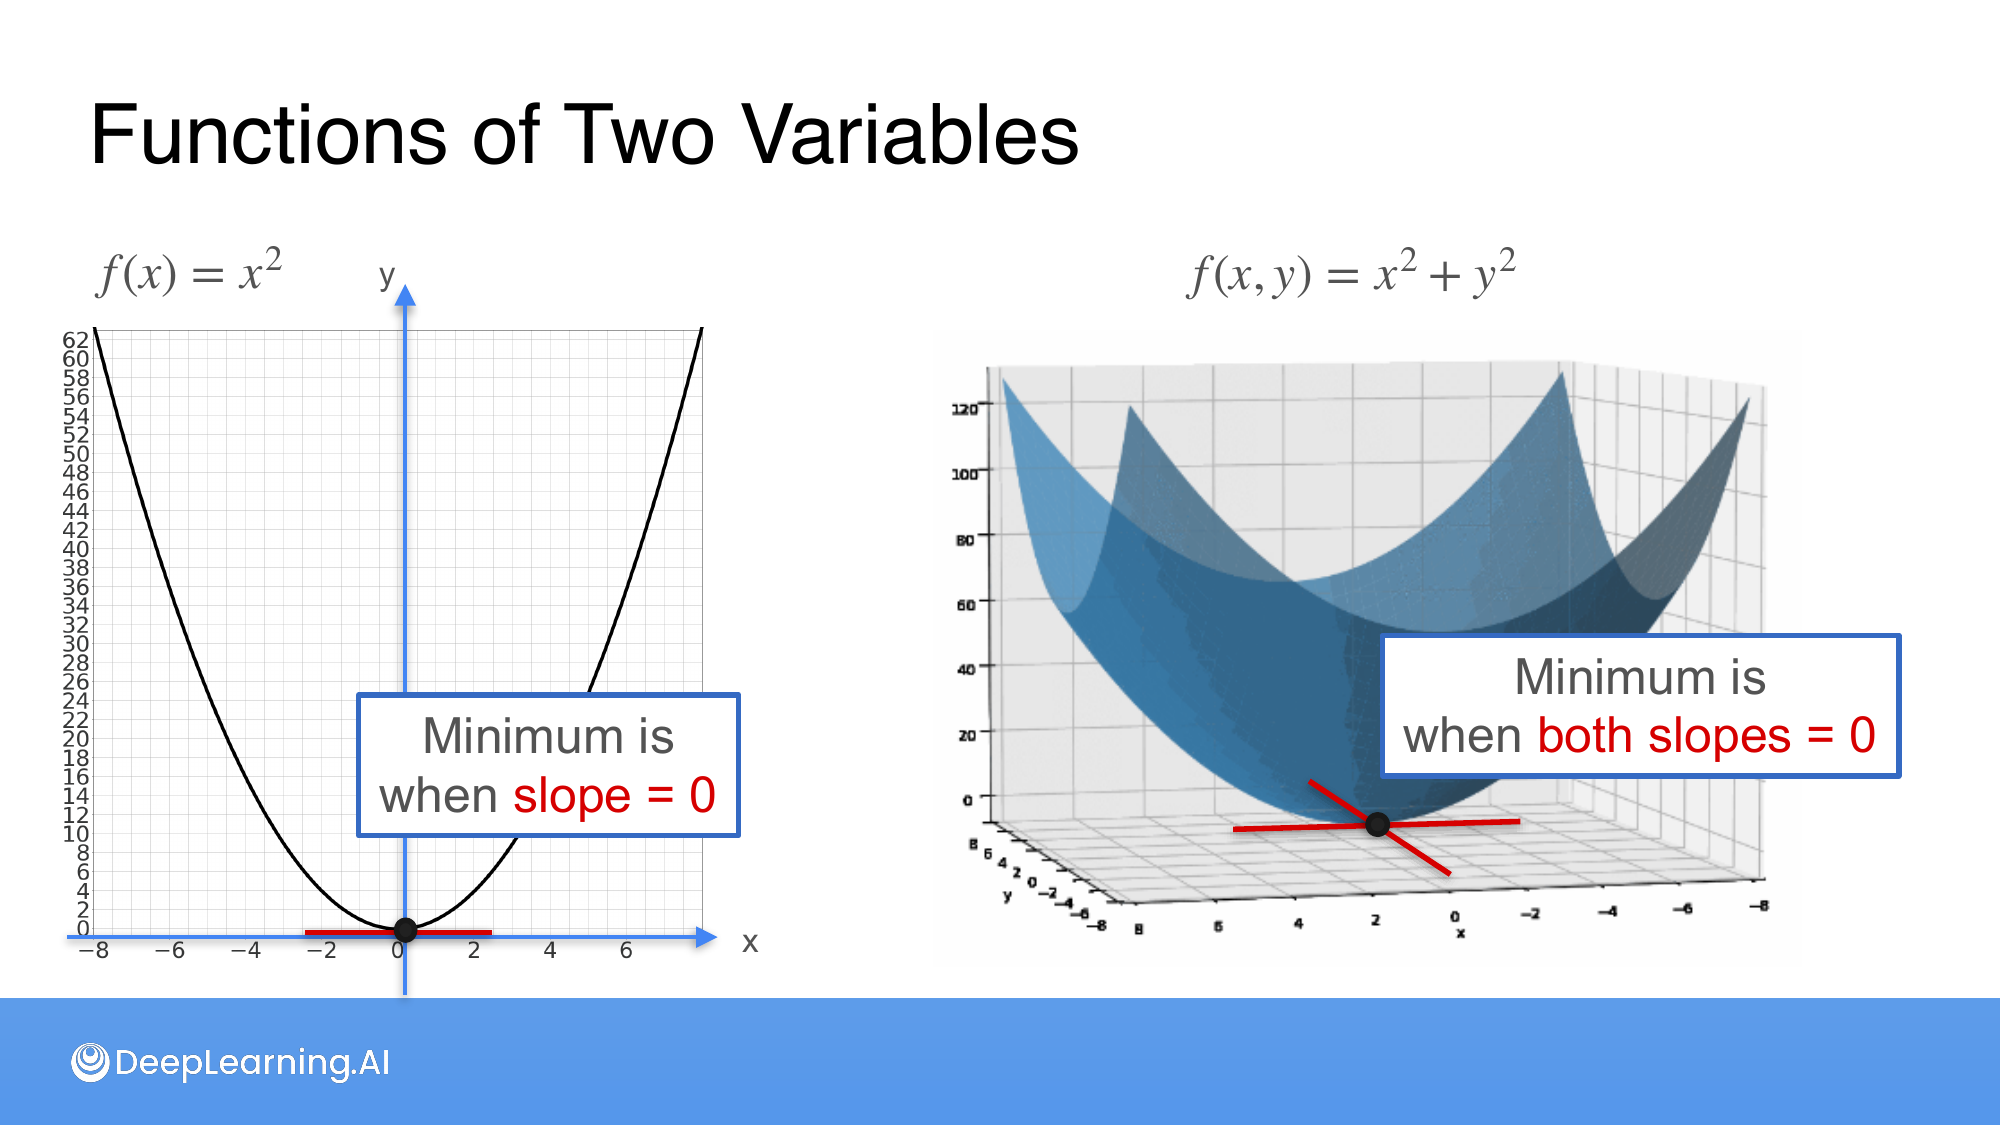 Functions of Two Variables
f(x) = x²
y
f(x, y) = x² + y²
62
60
58
56
54
52
50
48
46
44
42
40
38
36
34
32
30
28
26
24
22
20
18
16
14
12
10
8
6
4
2
0
−8 −6 −4 −2 0 2 4 6
x
Minimum is
when slope = 0
120
100
80
60
40
20
0
8 6 4 2 0 −2 −4 −6 −8
y
8 6 4 2 0 −2 −4 −6 −8
x
Minimum is
when both slopes = 0
DeepLearning.AI